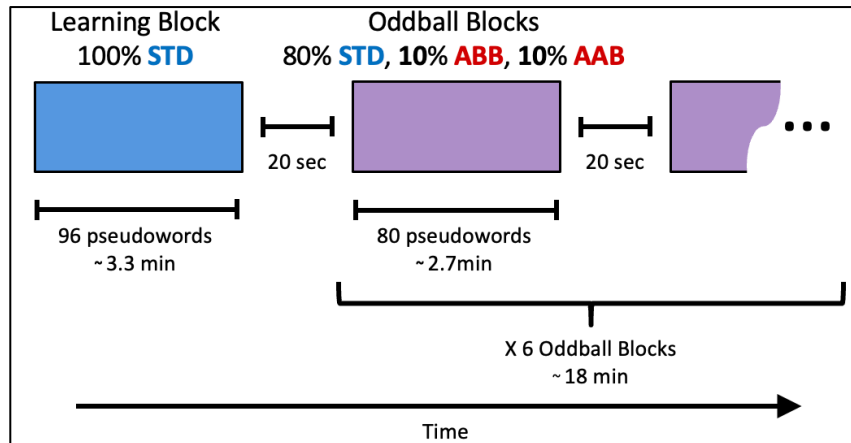 Learning Block
100% STD
Oddball Blocks
80% STD, 10% ABB, 10% AAB
20 sec
20 sec
96 pseudowords
~3.3 min
80 pseudowords
~2.7min
X 6 Oddball Blocks
~18 min
Time